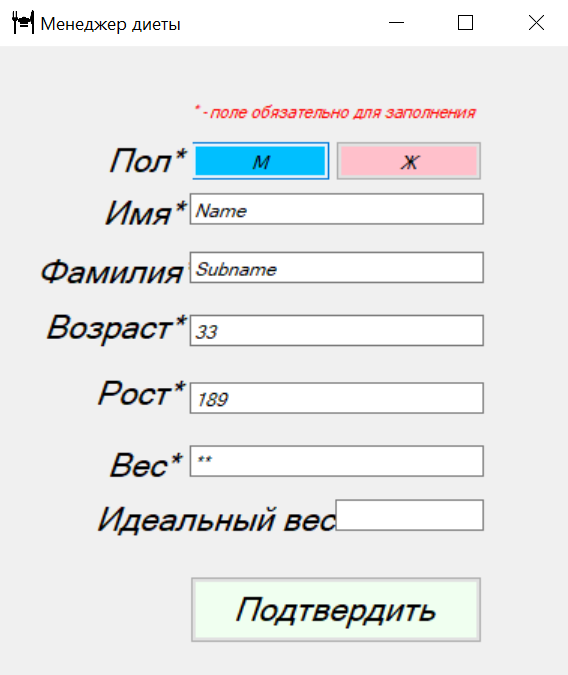 Менеджер диеты
* - поле обязательно для заполнения
Пол* М Ж
Имя* Name
Фамилия* Subname
Возраст* 33
Рост* 189
Вес* **
Идеальный вес
Подтвердить